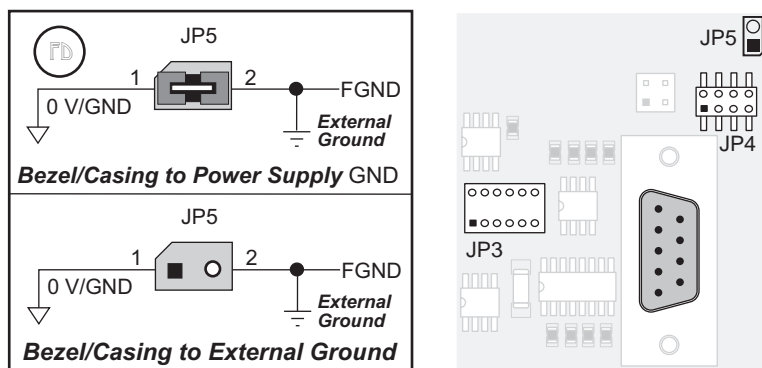 FD
JP5
1 2
0 V/GND
FGND
External
Ground
Bezel/Casing to Power Supply GND
JP5
1 2
0 V/GND
FGND
External
Ground
Bezel/Casing to External Ground
JP5
JP4
JP3